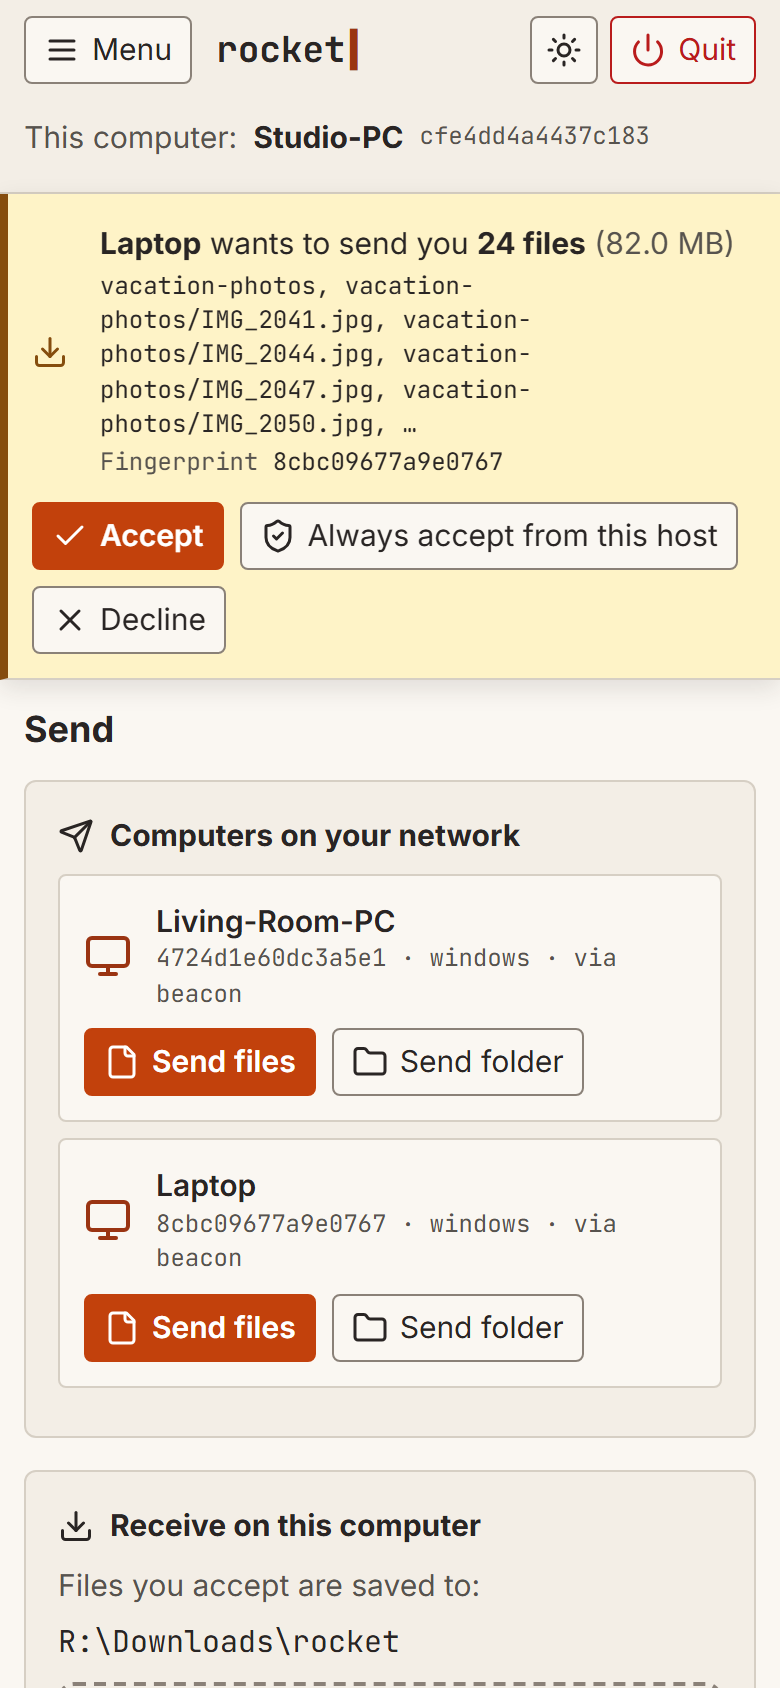 Menu rocket Quit
This computer: Studio-PC cfe4dd4a4437c183
Laptop wants to send you 24 files (82.0 MB)
vacation-photos, vacation-
photos/IMG_2041.jpg, vacation-
photos/IMG_2044.jpg, vacation-
photos/IMG_2047.jpg, vacation-
photos/IMG_2050.jpg, …
Fingerprint 8cbc09677a9e0767
Accept Always accept from this host
Decline
Send
Computers on your network
Living-Room-PC
4724d1e60dc3a5e1 · windows · via
beacon
Send files Send folder
Laptop
8cbc09677a9e0767 · windows · via
beacon
Send files Send folder
Receive on this computer
Files you accept are saved to:
R:\Downloads\rocket